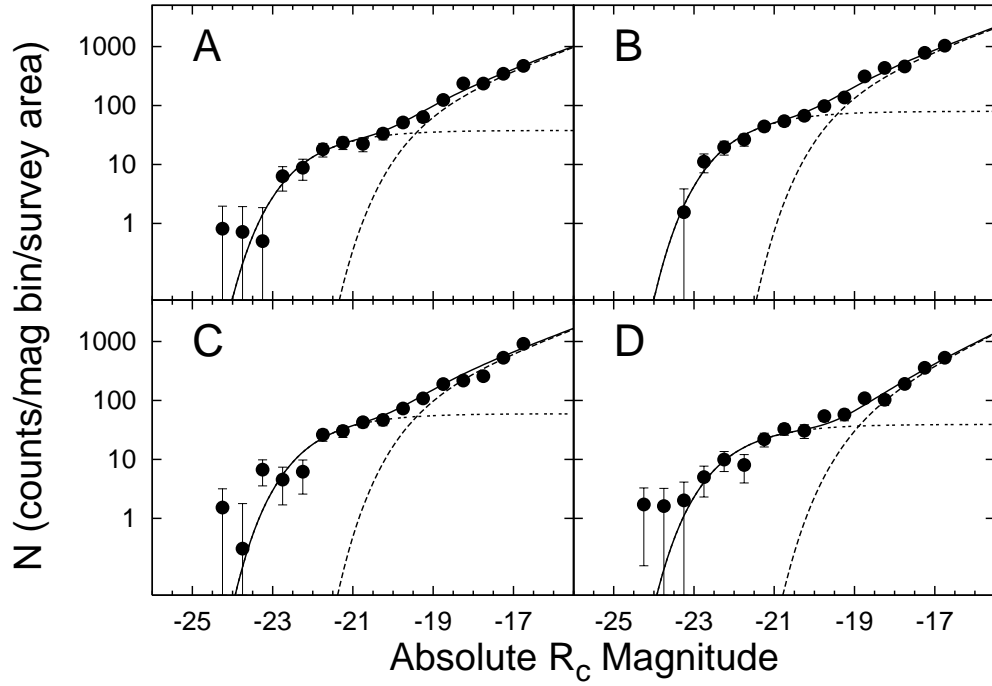 N (counts/mag bin/survey area)
A
B
1000
100
10
1
C
D
1000
100
10
1
-25 -23 -21 -19 -17 -25 -23 -21 -19 -17
Absolute Rc Magnitude